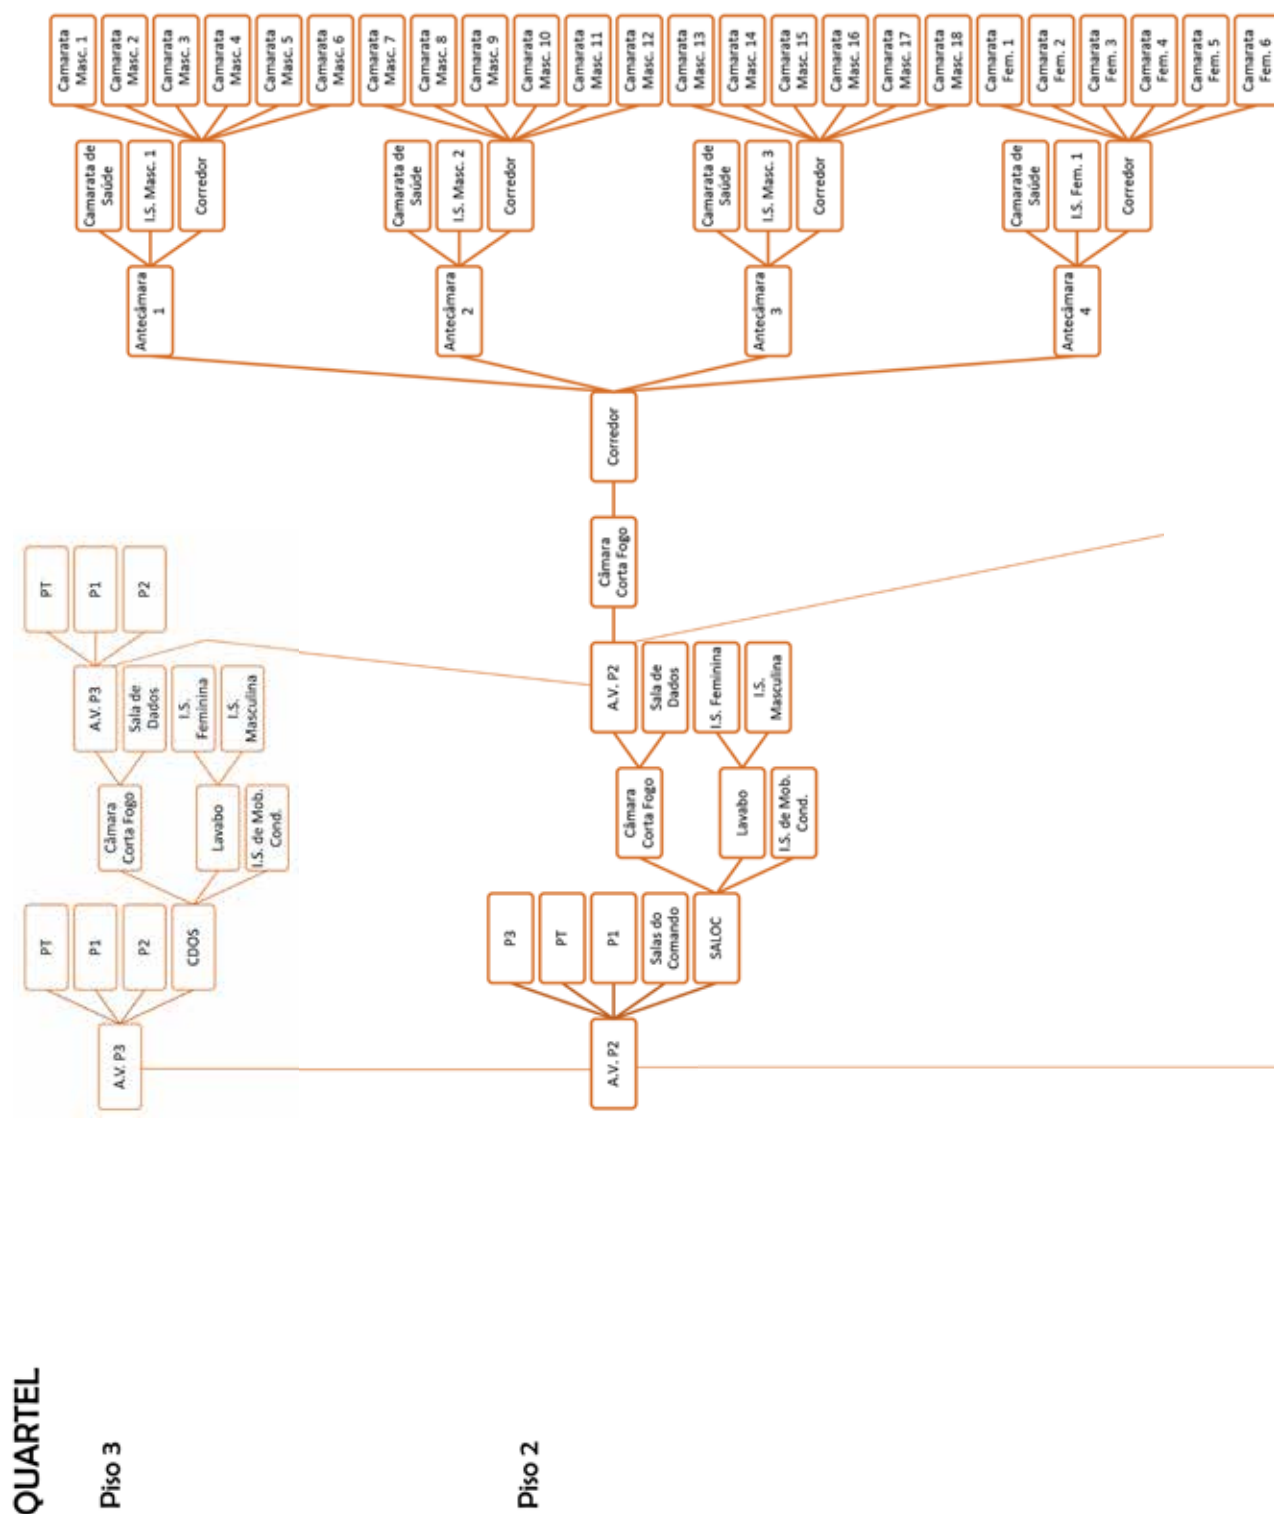 QUARTEL
Piso 3
A.V. P3
PT
P1
P2
CDOS
Câmara
Corta Fogo
Lavabo
I.S. de Mob.
Cond.
A.V. P3
Sala de
Dados
I.S.
Feminina
I.S.
Masculina
PT
P1
P2
Piso 2
A.V. P2
P3
PT
P1
Salas do
Comando
SALOC
Câmara
Corta Fogo
Lavabo
I.S. de Mob.
Cond.
A.V. P2
Sala de
Dados
I.S. Feminina
I.S.
Masculina
Câmara
Corta Fogo
Corredor
Antecâmara
1
Camarata de
Saúde
I.S. Masc. 1
Corredor
Camarata
Masc. 1
Camarata
Masc. 2
Camarata
Masc. 3
Camarata
Masc. 4
Camarata
Masc. 5
Camarata
Masc. 6
Antecâmara
2
Camarata de
Saúde
I.S. Masc. 2
Corredor
Camarata
Masc. 7
Camarata
Masc. 8
Camarata
Masc. 9
Camarata
Masc. 10
Camarata
Masc. 11
Camarata
Masc. 12
Antecâmara
3
Camarata de
Saúde
I.S. Masc. 3
Corredor
Camarata
Masc. 13
Camarata
Masc. 14
Camarata
Masc. 15
Camarata
Masc. 16
Camarata
Masc. 17
Camarata
Masc. 18
Antecâmara
4
Camarata de
Saúde
I.S. Fem. 1
Corredor
Camarata
Fem. 1
Camarata
Fem. 2
Camarata
Fem. 3
Camarata
Fem. 4
Camarata
Fem. 5
Camarata
Fem. 6